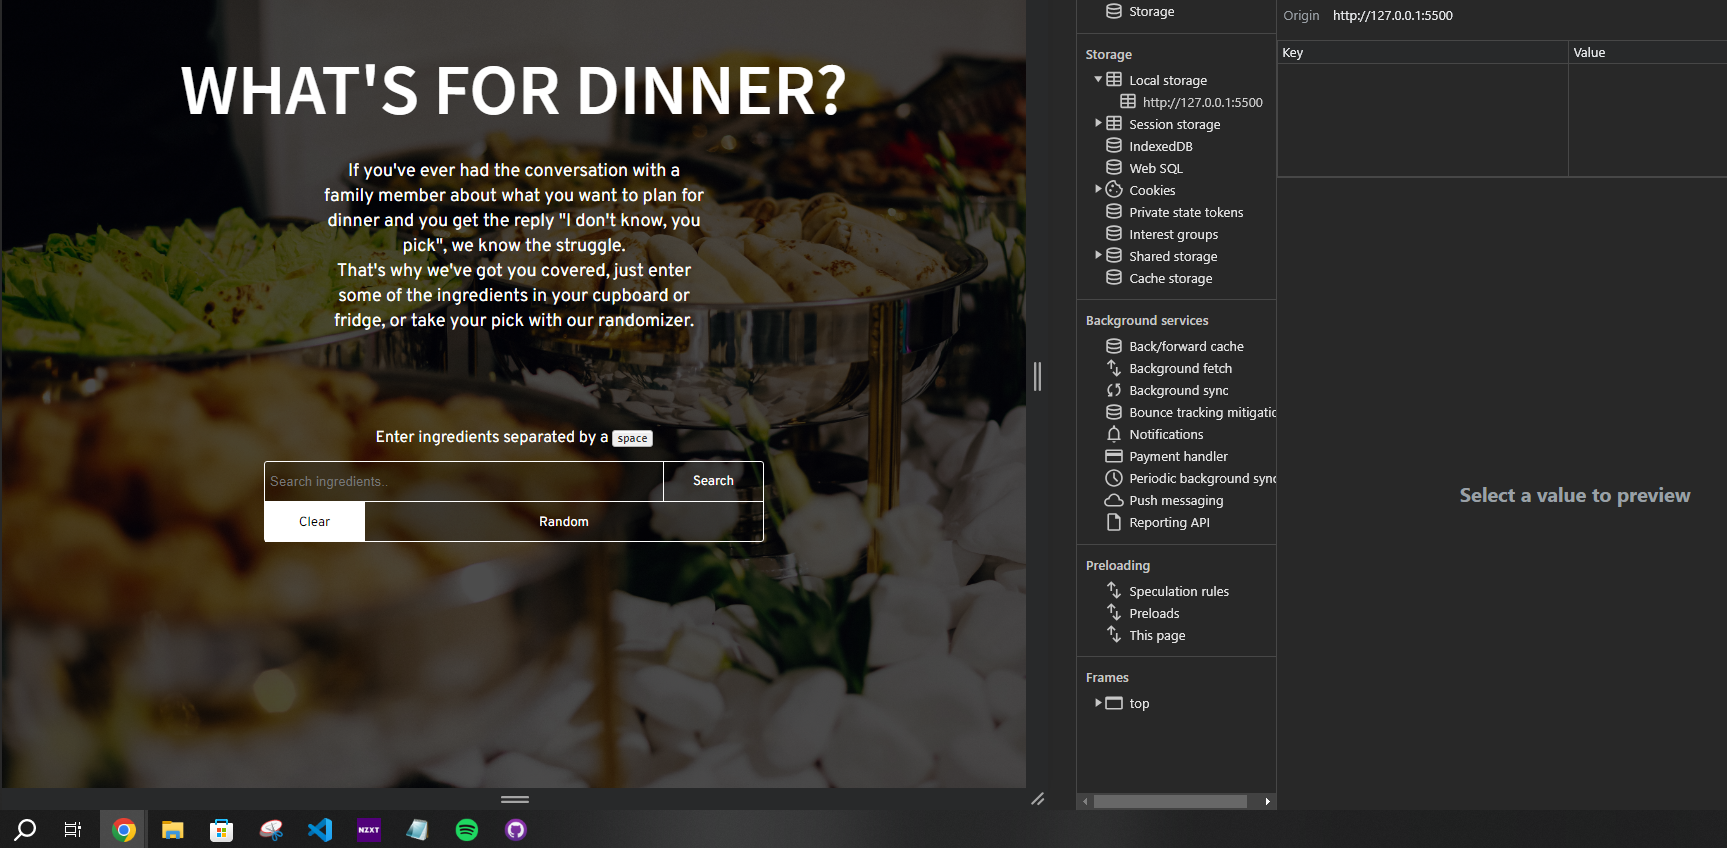 WHAT'S FOR DINNER?
If you've ever had the conversation with a
family member about what you want to plan for
dinner and you get the reply "I don't know, you
pick", we know the struggle.
That's why we've got you covered, just enter
some of the ingredients in your cupboard or
fridge, or take your pick with our randomizer.
Enter ingredients separated by a space
Search ingredients..
Search
Clear
Random
Storage
Storage
Local storage
http://127.0.0.1:5500
Session storage
IndexedDB
Web SQL
Cookies
Private state tokens
Interest groups
Shared storage
Cache storage
Background services
Back/forward cache
Background fetch
Background sync
Bounce tracking mitigatic
Notifications
Payment handler
Periodic background sync
Push messaging
Reporting API
Preloading
Speculation rules
Preloads
This page
Frames
top
Origin http://127.0.0.1:5500
Key Value
Select a value to preview
NZXT